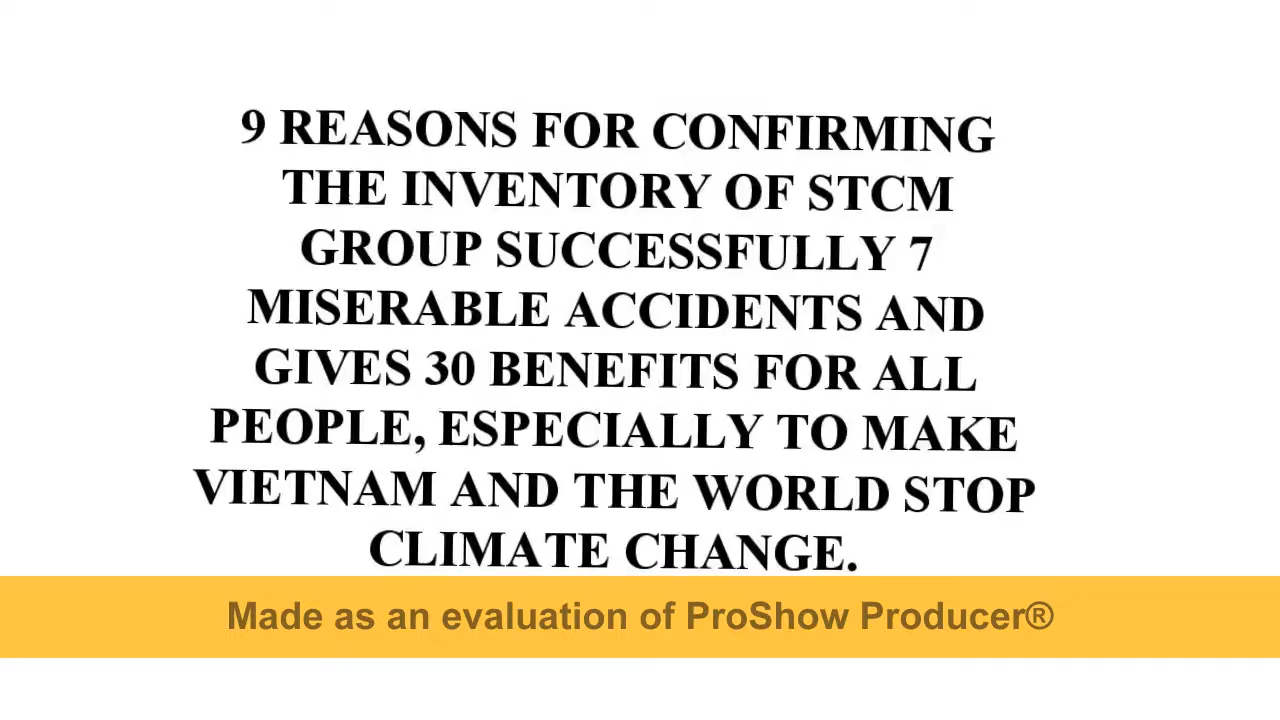 9 REASONS FOR CONFIRMING
THE INVENTORY OF STCM
GROUP SUCCESSFULLY 7
MISERABLE ACCIDENTS AND
GIVES 30 BENEFITS FOR ALL
PEOPLE, ESPECIALLY TO MAKE
VIETNAM AND THE WORLD STOP
CLIMATE CHANGE.
Made as an evaluation of ProShow Producer®